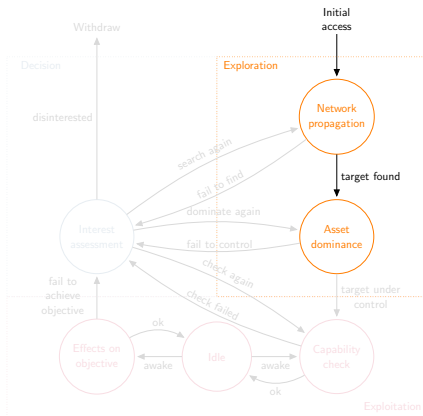 Initial
access
Withdraw
Decision
Exploration
Network
propagation
disinterested
search again
fail to find
target found
dominate again
Interest
assessment
Asset
dominance
fail to control
check again
fail to
achieve
objective
target under
control
check failed
ok
Effects on
objective
Idle
Capability
check
awake
awake
ok
Exploitation